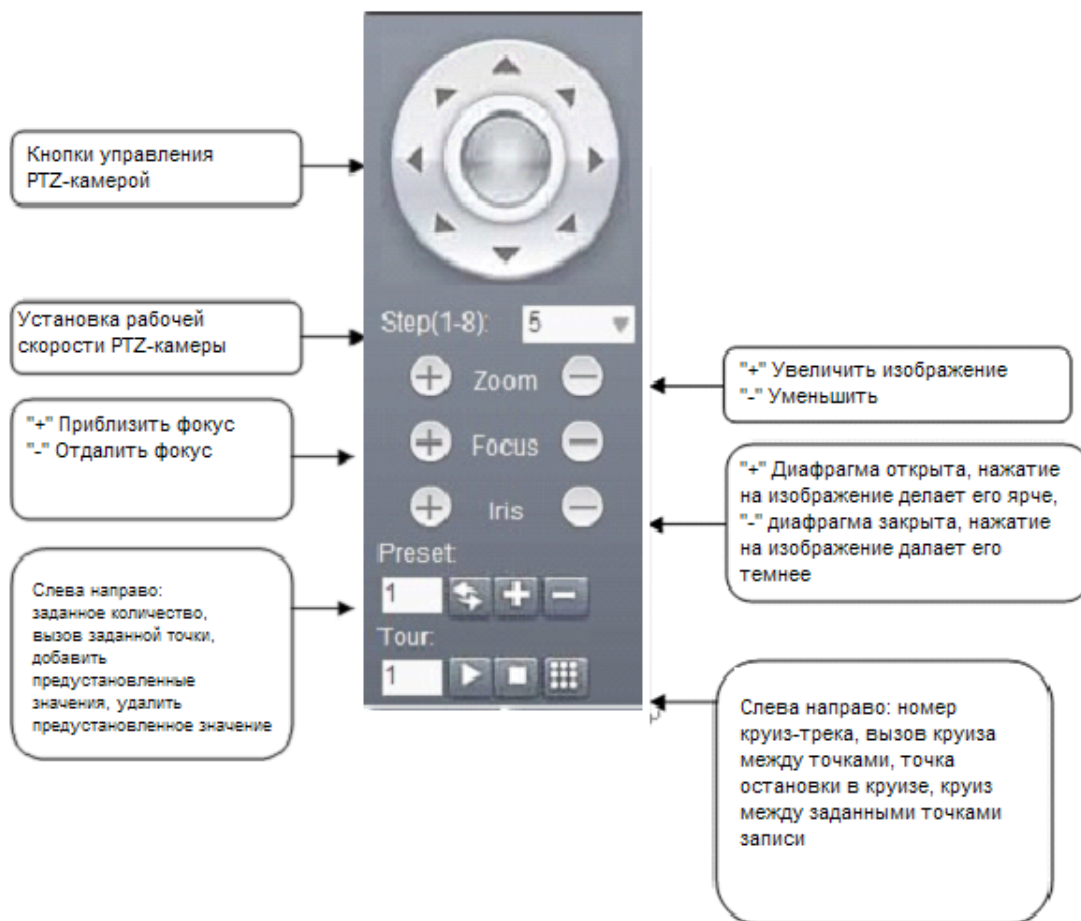 Кнопки управления
PTZ-камерой
Установка рабочей
скорости PTZ-камеры
"+" Приблизить фокус
"-" Отдалить фокус
Слева направо:
заданное количество,
вызов заданной точки,
добавить
предустановленные
значения, удалить
предустановленное значение
Step(1-8): 5
Zoom
Focus
Iris
Preset:
1
Tour:
1
"+" Увеличить изображение
"-" Уменьшить
"+" Диафрагма открыта, нажатие
на изображение делает его ярче,
"-" диафрагма закрыта, нажатие
на изображение далает его
темнее
Слева направо: номер
круиз-трека, вызов круиза
между точками, точка
остановки в круизе, круиз
между заданными точками
записи